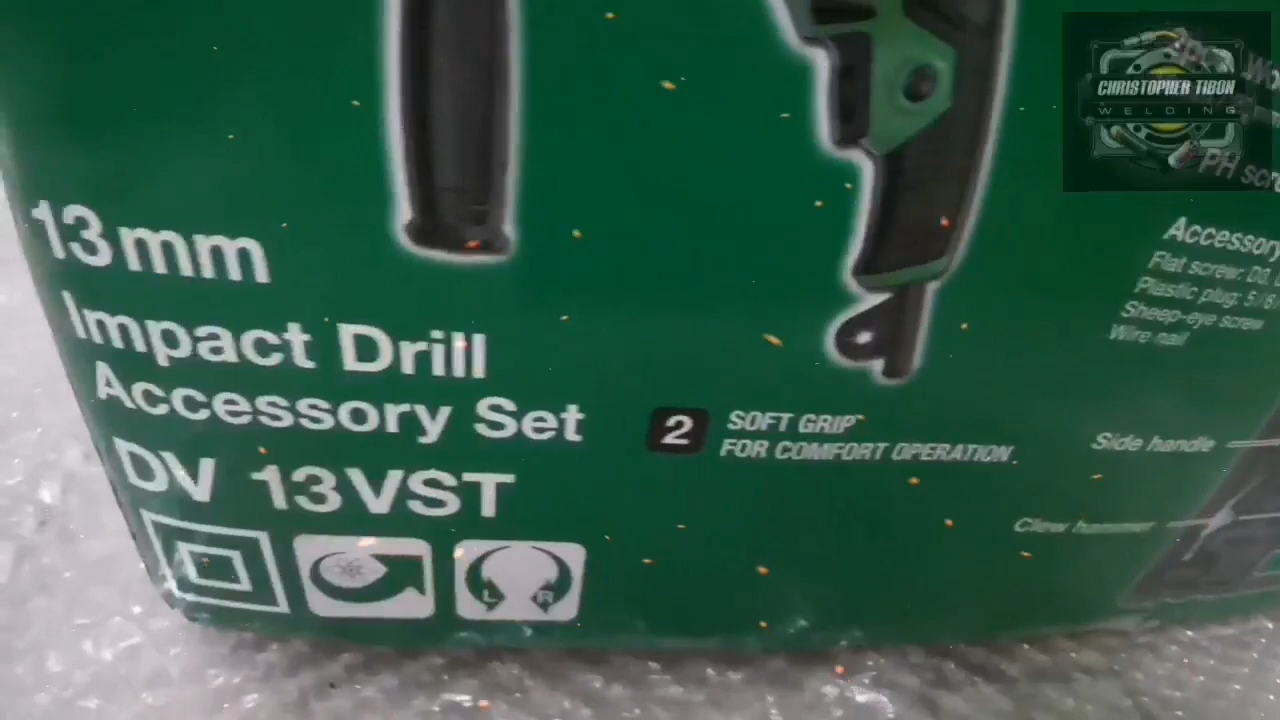 CHRISTOPHER TIBON
WELDING
PH
13mm
Impact Drill
Accessory Set
DV 13VST
L R
2
SOFT GRIP
FOR COMFORT OPERATION.
Accessory
Flat screw:
Plastic plug: 5/6
Sheep-eye screw
Wire nail
Side handle
Claw hammer